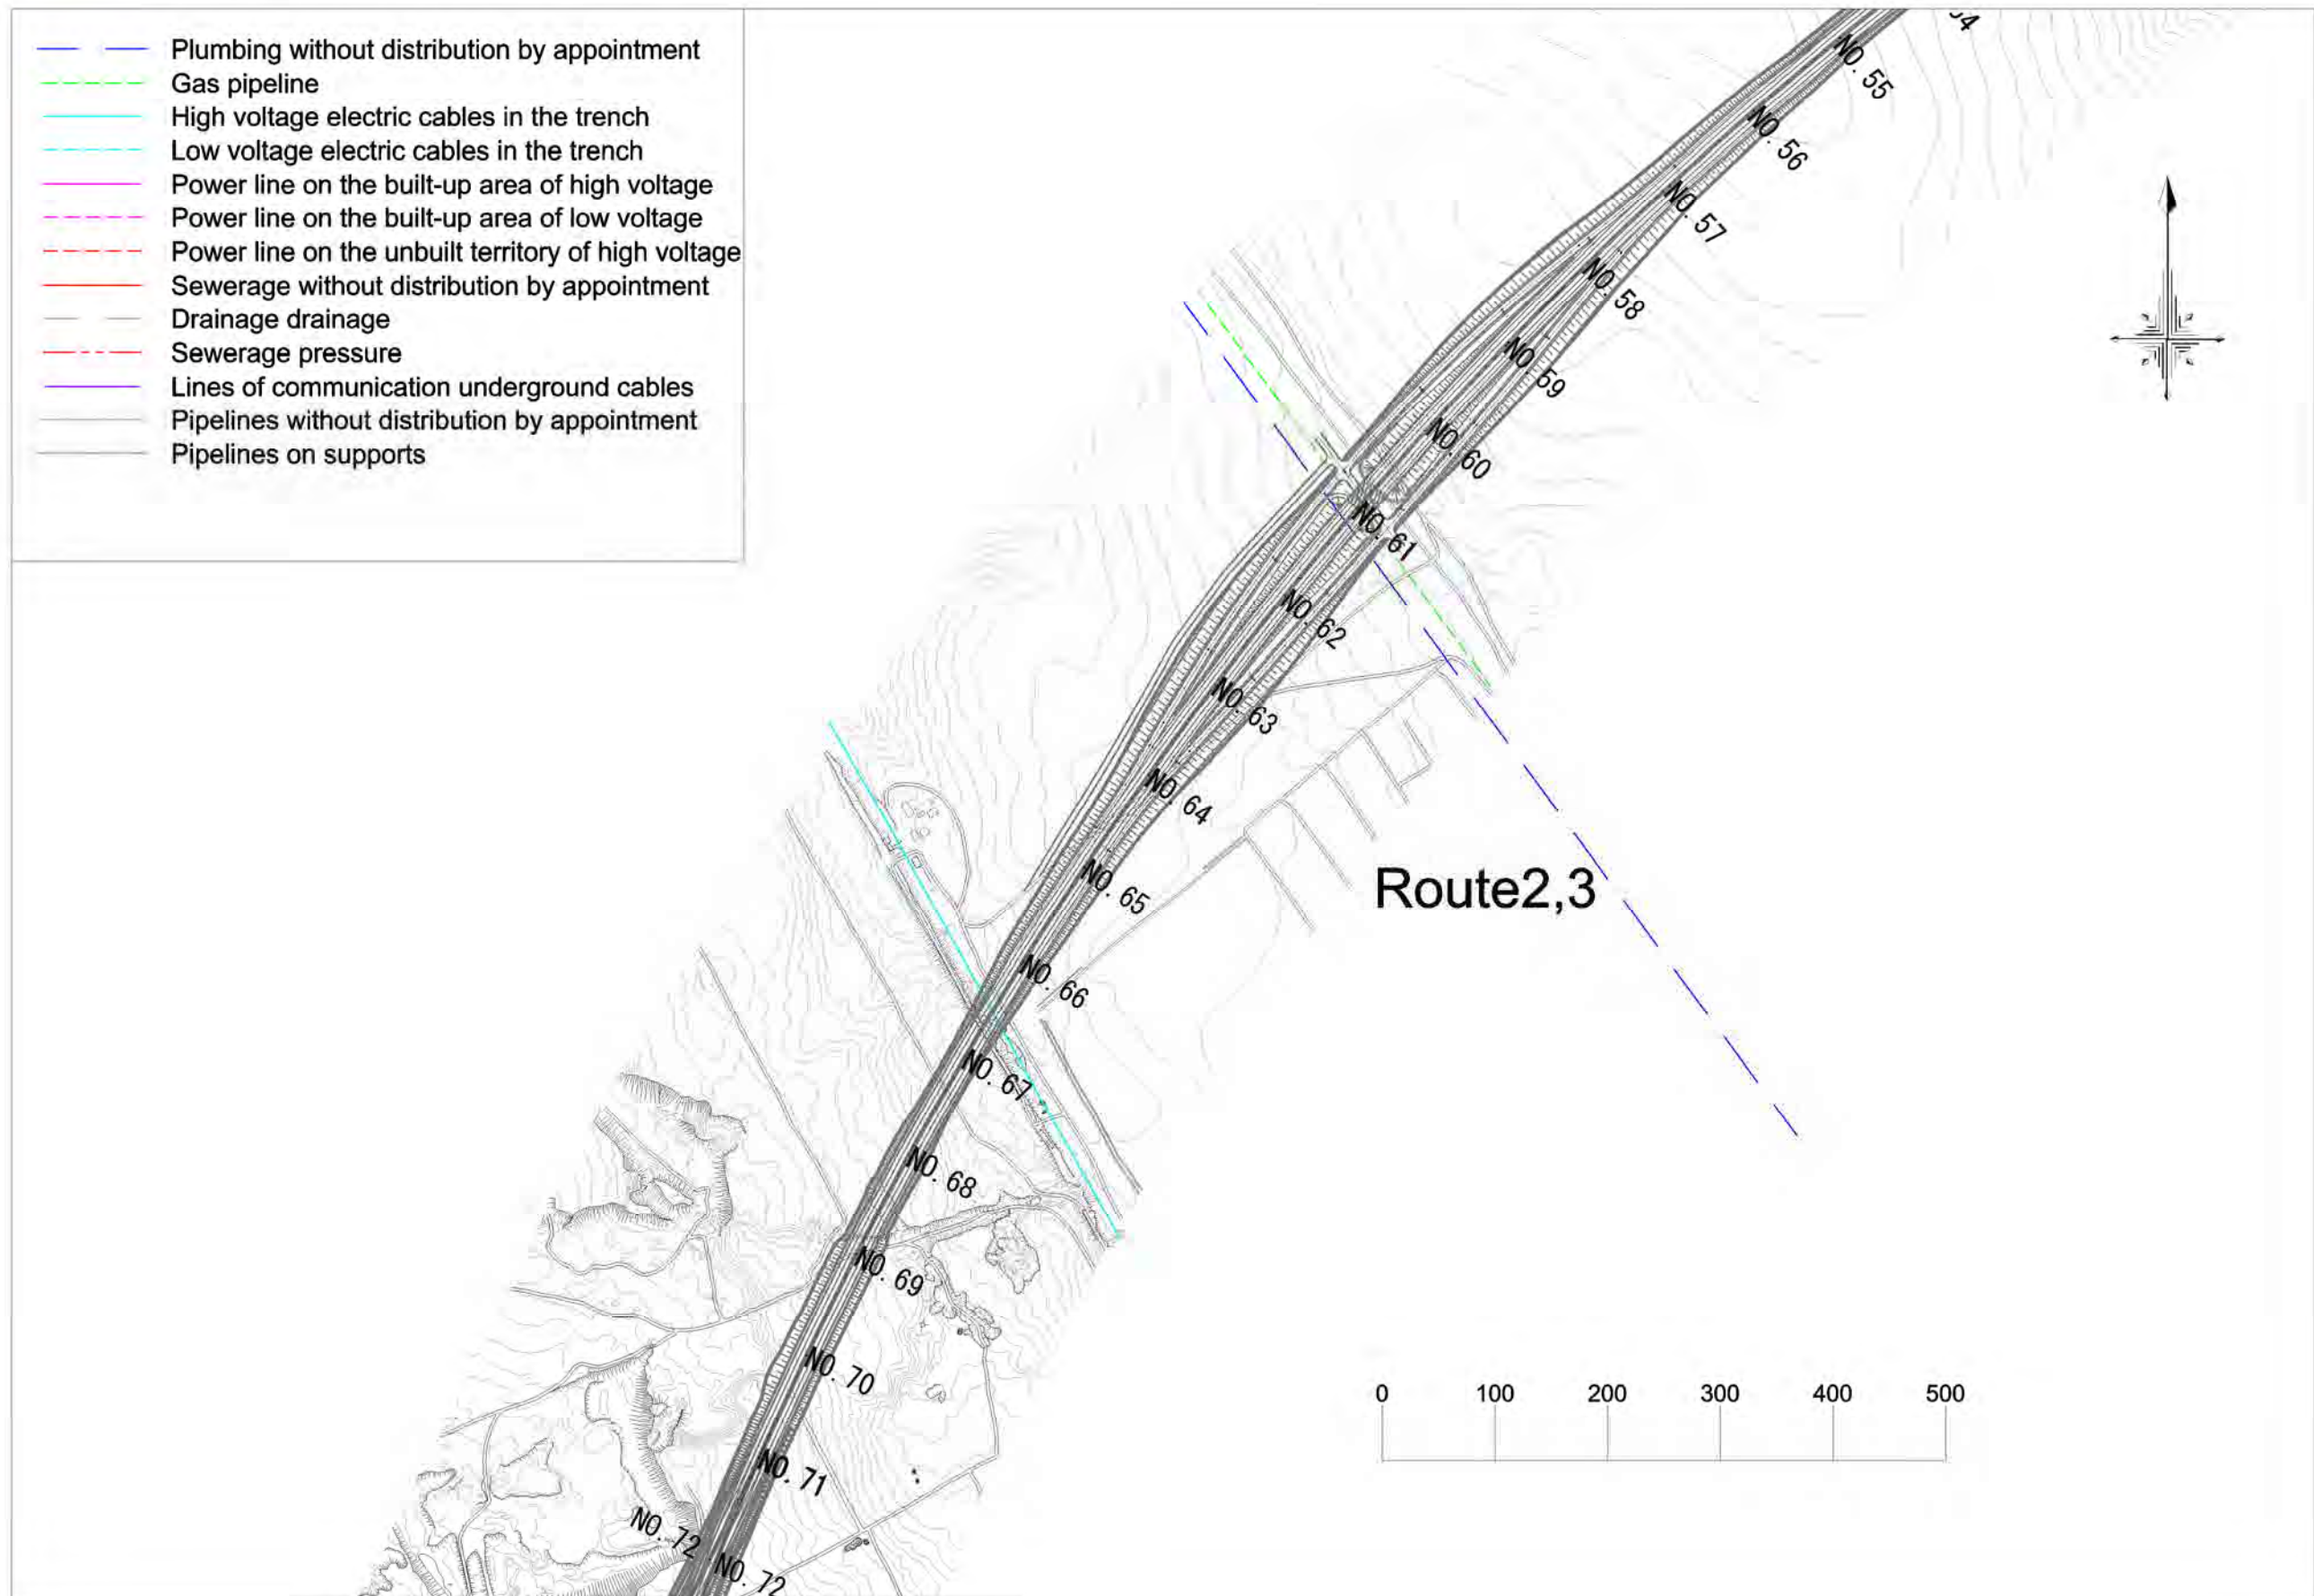 Plumbing without distribution by appointment
Gas pipeline
High voltage electric cables in the trench
Low voltage electric cables in the trench
Power line on the built-up area of high voltage
Power line on the built-up area of low voltage
Power line on the unbuilt territory of high voltage
Sewerage without distribution by appointment
Drainage drainage
Sewerage pressure
Lines of communication underground cables
Pipelines without distribution by appointment
Pipelines on supports
NO. 55
NO. 56
NO. 57
NO. 58
NO. 59
NO. 60
NO. 61
NO. 62
NO. 63
NO. 64
NO. 65
Route2,3
NO. 66
NO. 67
NO. 68
NO. 69
NO. 70
NO. 71
NO. 72
NO. 72
0 100 200 300 400 500